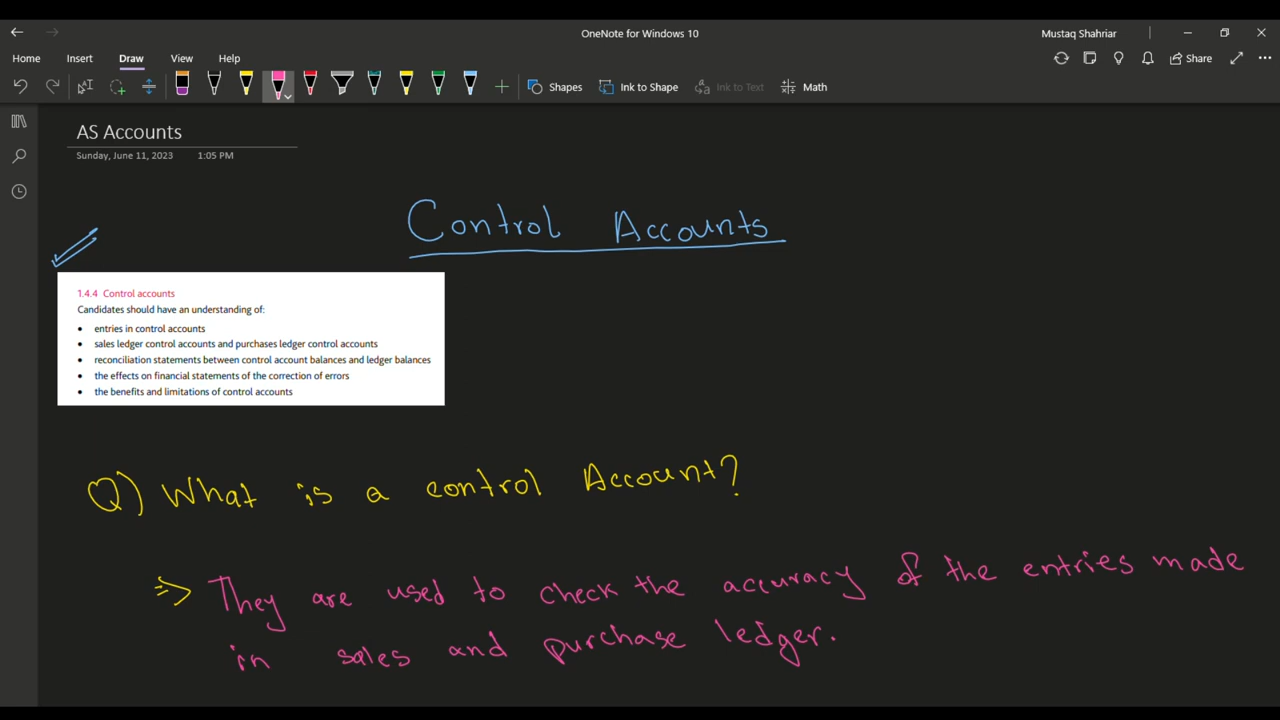 OneNote for Windows 10
Mustaq Shahriar
Home Insert Draw View Help
Share
Shapes Ink to Shape Ink to Text Math
AS Accounts
Sunday, June 11, 2023 1:05 PM
Control Accounts
1.4.4 Control accounts
Candidates should have an understanding of:
• entries in control accounts
• sales ledger control accounts and purchases ledger control accounts
• reconciliation statements between control account balances and ledger balances
• the effects on financial statements of the correction of errors
• the benefits and limitations of control accounts
Q) What is a control Account?
⇒ They are used to check the accuracy of the entries made
in sales and purchase ledger.